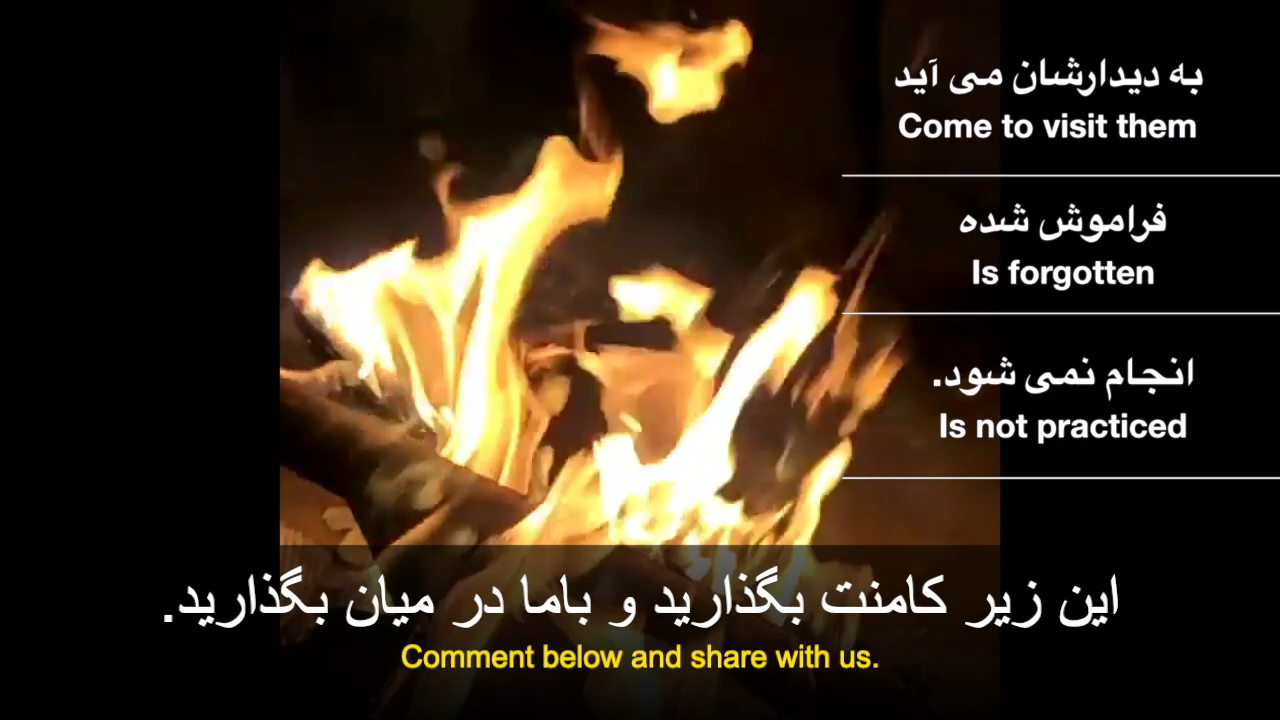 به دیدارشان می آید
Come to visit them
فراموش شده
Is forgotten
انجام نمی شود.
Is not practiced
این زیر کامنت بگذارید و باما در میان بگذارید.
Comment below and share with us.